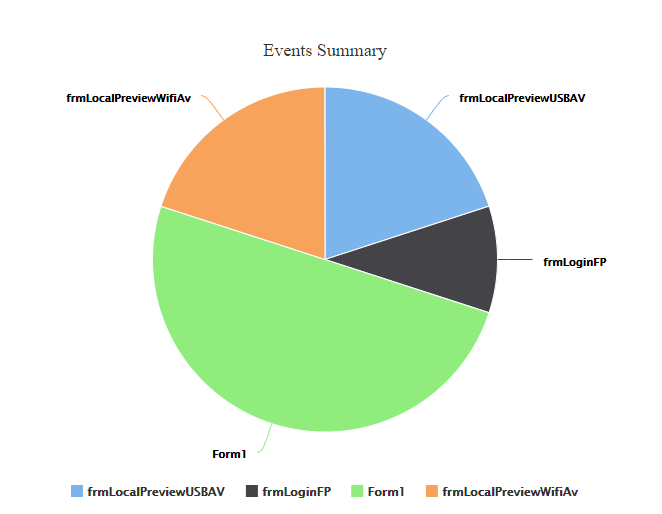 Events Summary
frmLocalPreviewWifiAv
frmLocalPreviewUSBAV
frmLoginFP
Form1
frmLocalPreviewUSBAV frmLoginFP Form1 frmLocalPreviewWifiAv